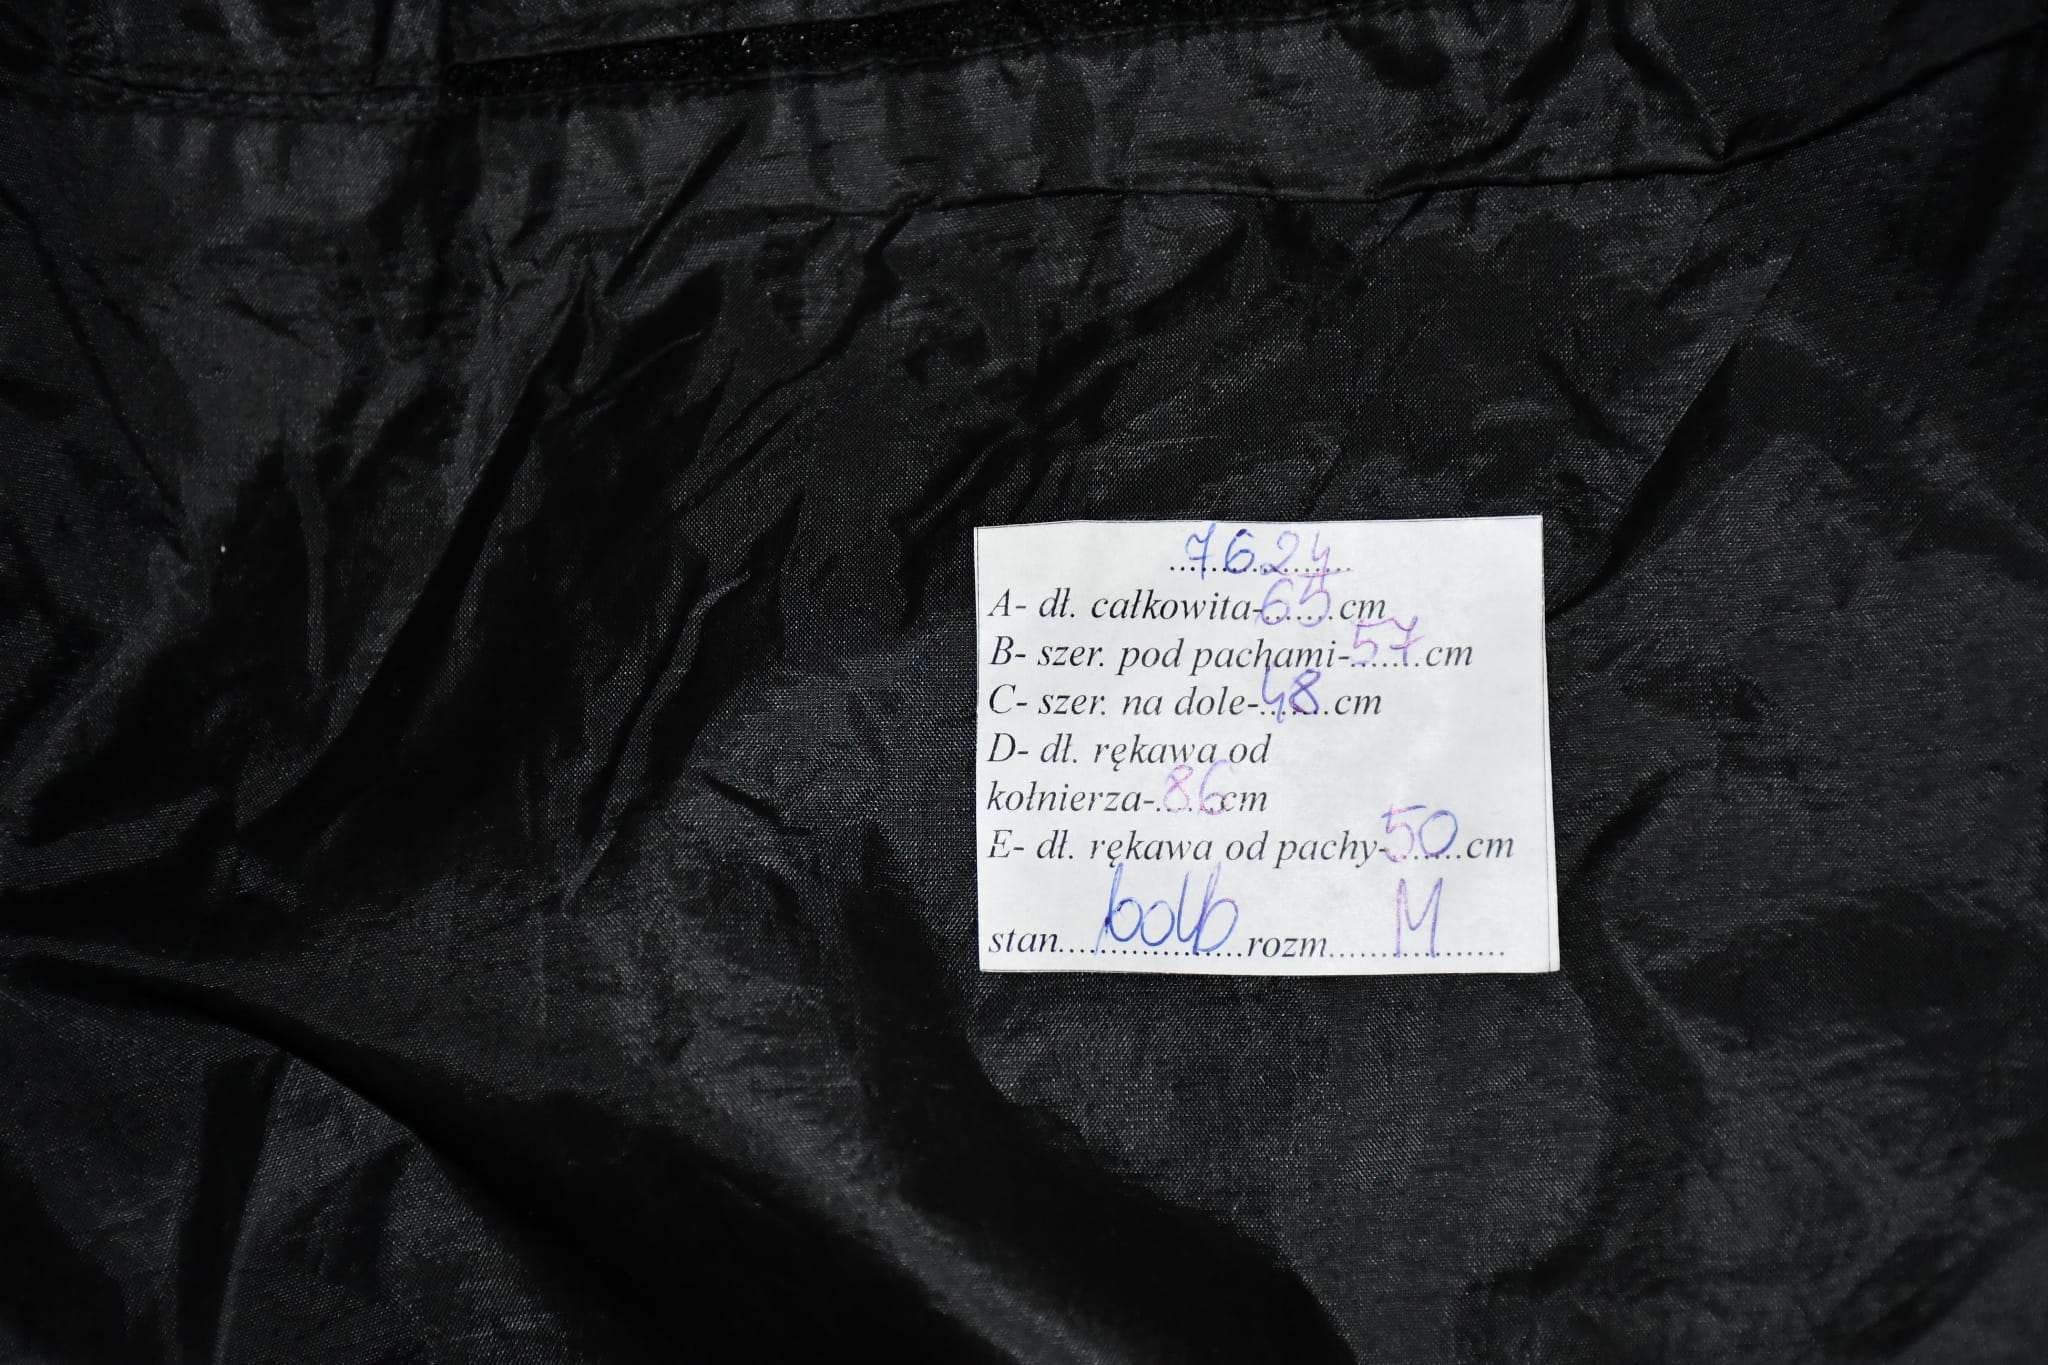 7624
A- dł. całkowita-65cm
B- szer. pod pachami-57cm
C- szer. na dole-48cm
D- dł. rękawa od
kołnierza-86cm
E- dł. rękawa od pachy-50cm
stan.................rozm......M......